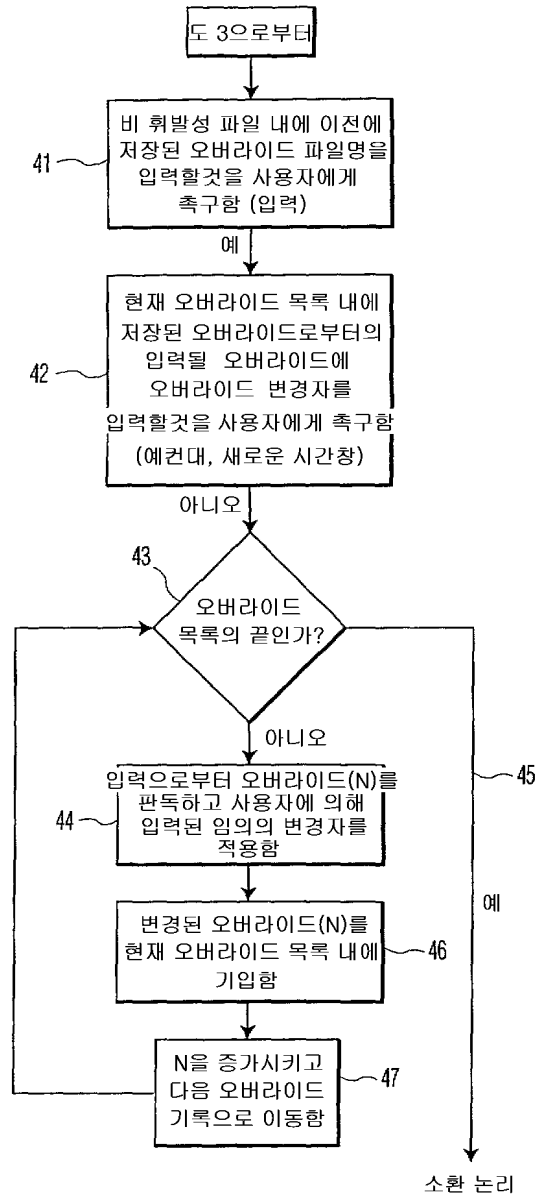 도 3으로부터
41
비 휘발성 파일 내에 이전에
저장된 오버라이드 파일명을
입력할것을 사용자에게
촉구함 (입력)
예
42
현재 오버라이드 목록 내에
저장된 오버라이드로부터의
입력될 오버라이드에
오버라이드 변경자를
입력할것을 사용자에게 촉구함
(예컨대, 새로운 시간창)
아니오
43
오버라이드
목록의 끝인가?
아니오
45
예
44
입력으로부터 오버라이드(N)를
판독하고 사용자에 의해
입력된 임의의 변경자를
적용함
변경된 오버라이드(N)를
현재 오버라이드 목록 내에
기입함
46
N을 증가시키고
다음 오버라이드
기록으로 이동함
47
소환 논리